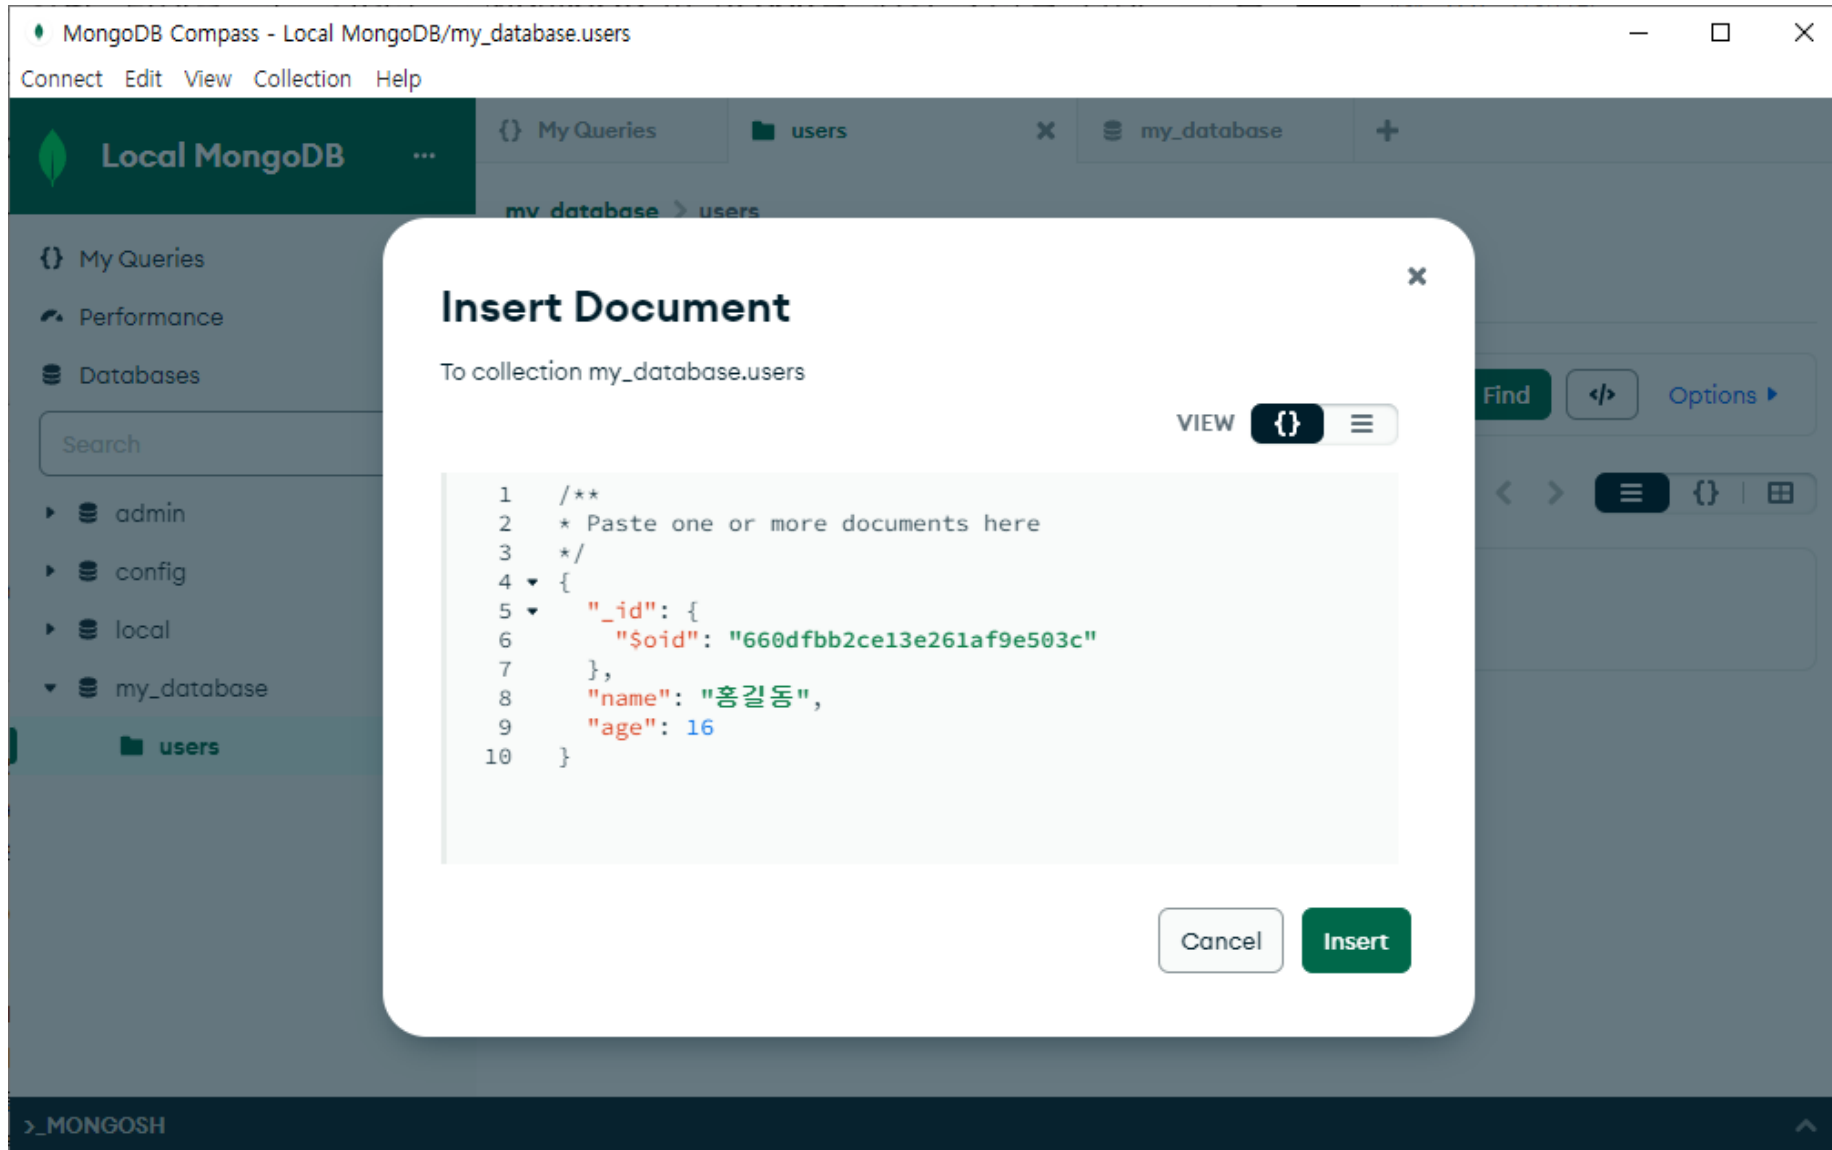 MongoDB Compass - Local MongoDB/my_database.users
Connect Edit View Collection Help
Local MongoDB ...
{} My Queries
users
my_database
my_database > users
{} My Queries
Performance
Databases
Search
admin
config
local
my_database
users
Insert Document
To collection my_database.users
VIEW {}
1 /**
2 * Paste one or more documents here
3 */
4 {
5 "_id": {
6 "$oid": "660dfbb2ce13e261af9e503c"
7 },
8 "name": "홍길동",
9 "age": 16
10 }
Cancel Insert
Find </> Options
{}
>_MONGOSH